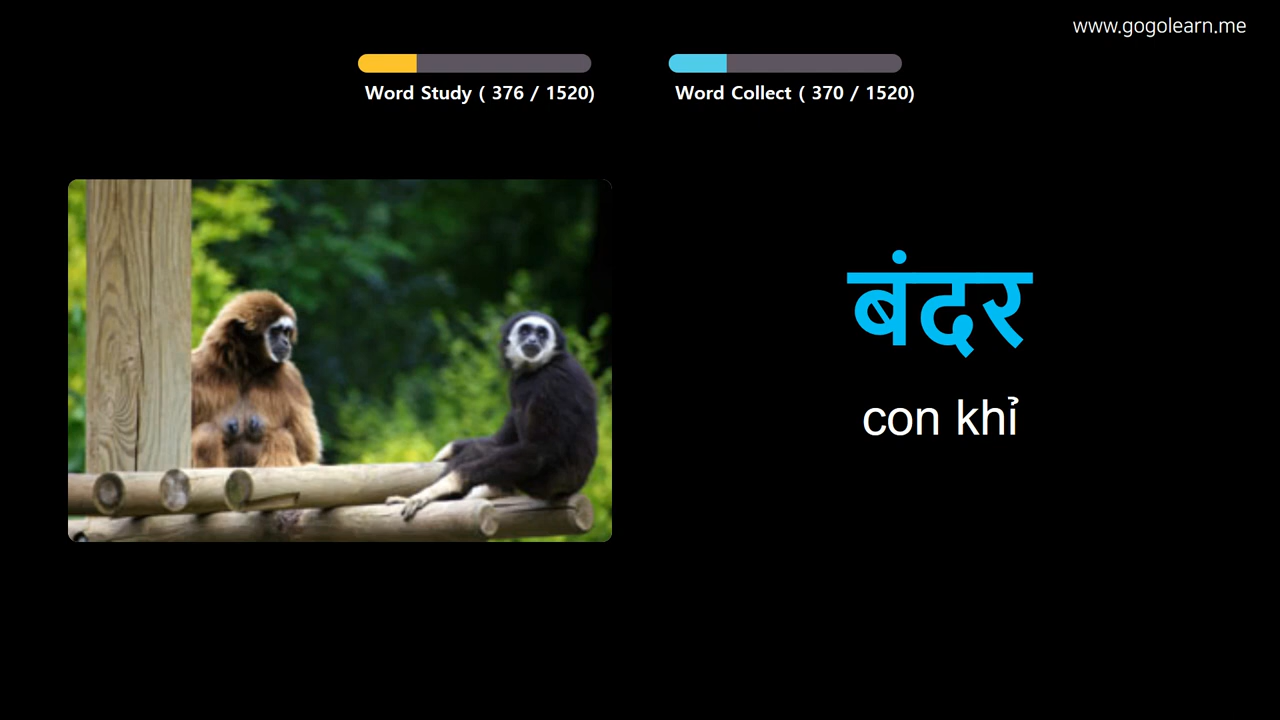 www.gogolearn.me
Word Study ( 376 / 1520)
Word Collect ( 370 / 1520)
बंदर
con khỉ